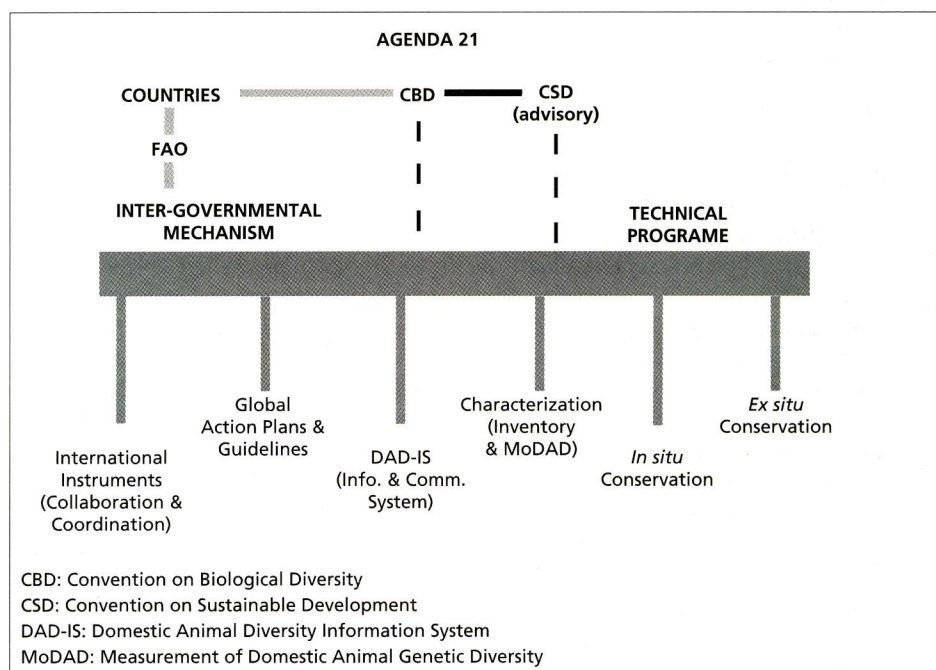 AGENDA 21
COUNTRIES
CBD
CSD
(advisory)
FAO
INTER-GOVERNMENTAL
MECHANISM
TECHNICAL
PROGRAME
International
Instruments
(Collaboration &
Coordination)
Global
Action Plans &
Guidelines
DAD-IS
(Info. & Comm.
System)
Characterization
(Inventory
& MoDAD)
In situ
Conservation
Ex situ
Conservation
CBD: Convention on Biological Diversity
CSD: Convention on Sustainable Development
DAD-IS: Domestic Animal Diversity Information System
MoDAD: Measurement of Domestic Animal Genetic Diversity